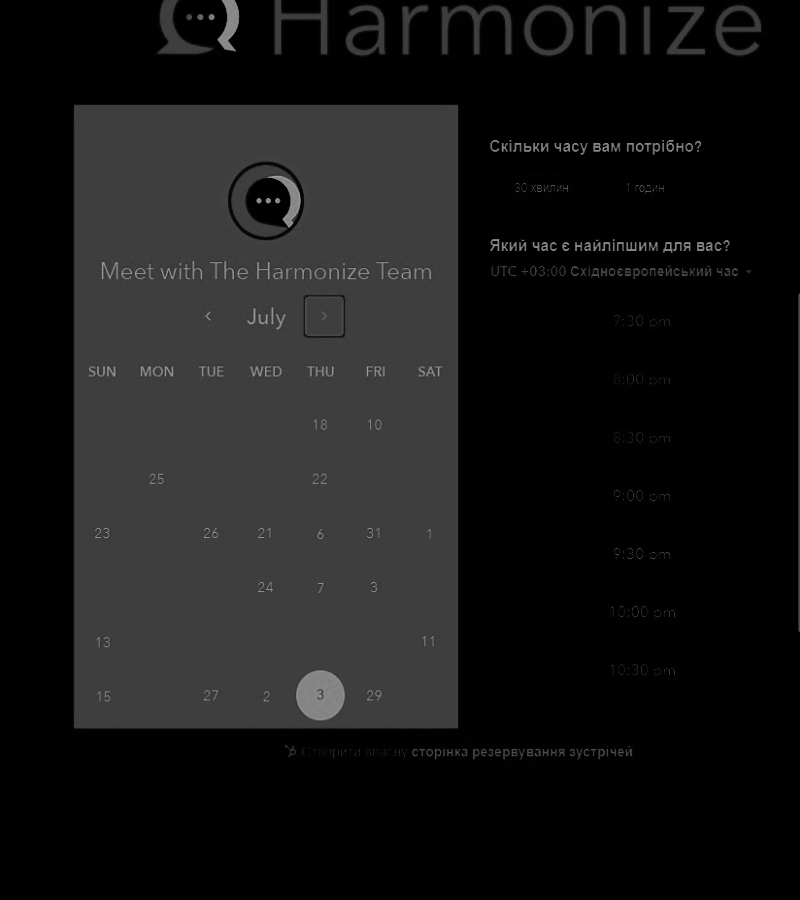 Harmonize
Meet with The Harmonize Team
July
SUN MON TUE WED THU FRI SAT
18 10
25 22
23 26 21 6 31 1
24 7 3
13 11
15 27 2 3 29
Скільки часу вам потрібно?
30 хвилин 1 годин
Який час є найліпшим для вас?
UTC +03:00 Східноєвропейський час
7:30 pm
8:00 pm
8:30 pm
9:00 pm
9:30 pm
10:00 pm
10:30 pm
Створити власну сторінка резервування зустрічей